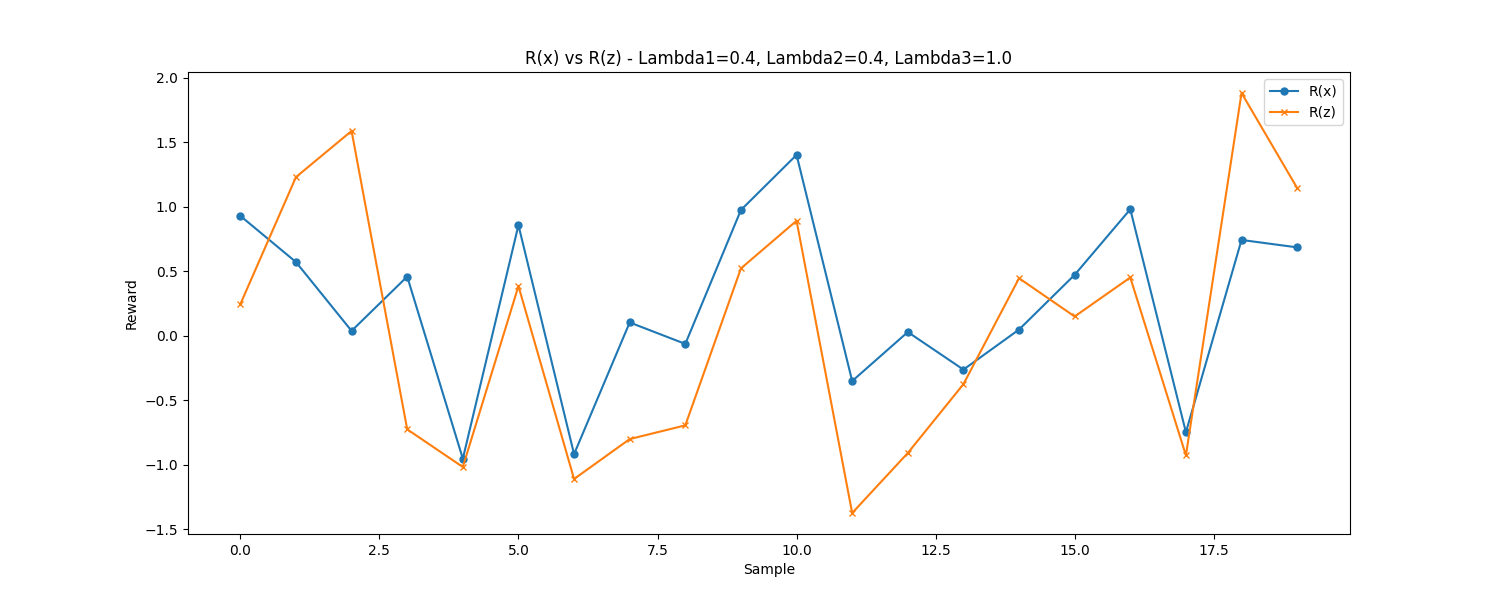 R(x) vs R(z) - Lambda1=0.4, Lambda2=0.4, Lambda3=1.0
R(x)
R(z)
Reward
2.0
1.5
1.0
0.5
0.0
−0.5
−1.0
−1.5
0.0 2.5 5.0 7.5 10.0 12.5 15.0 17.5
Sample